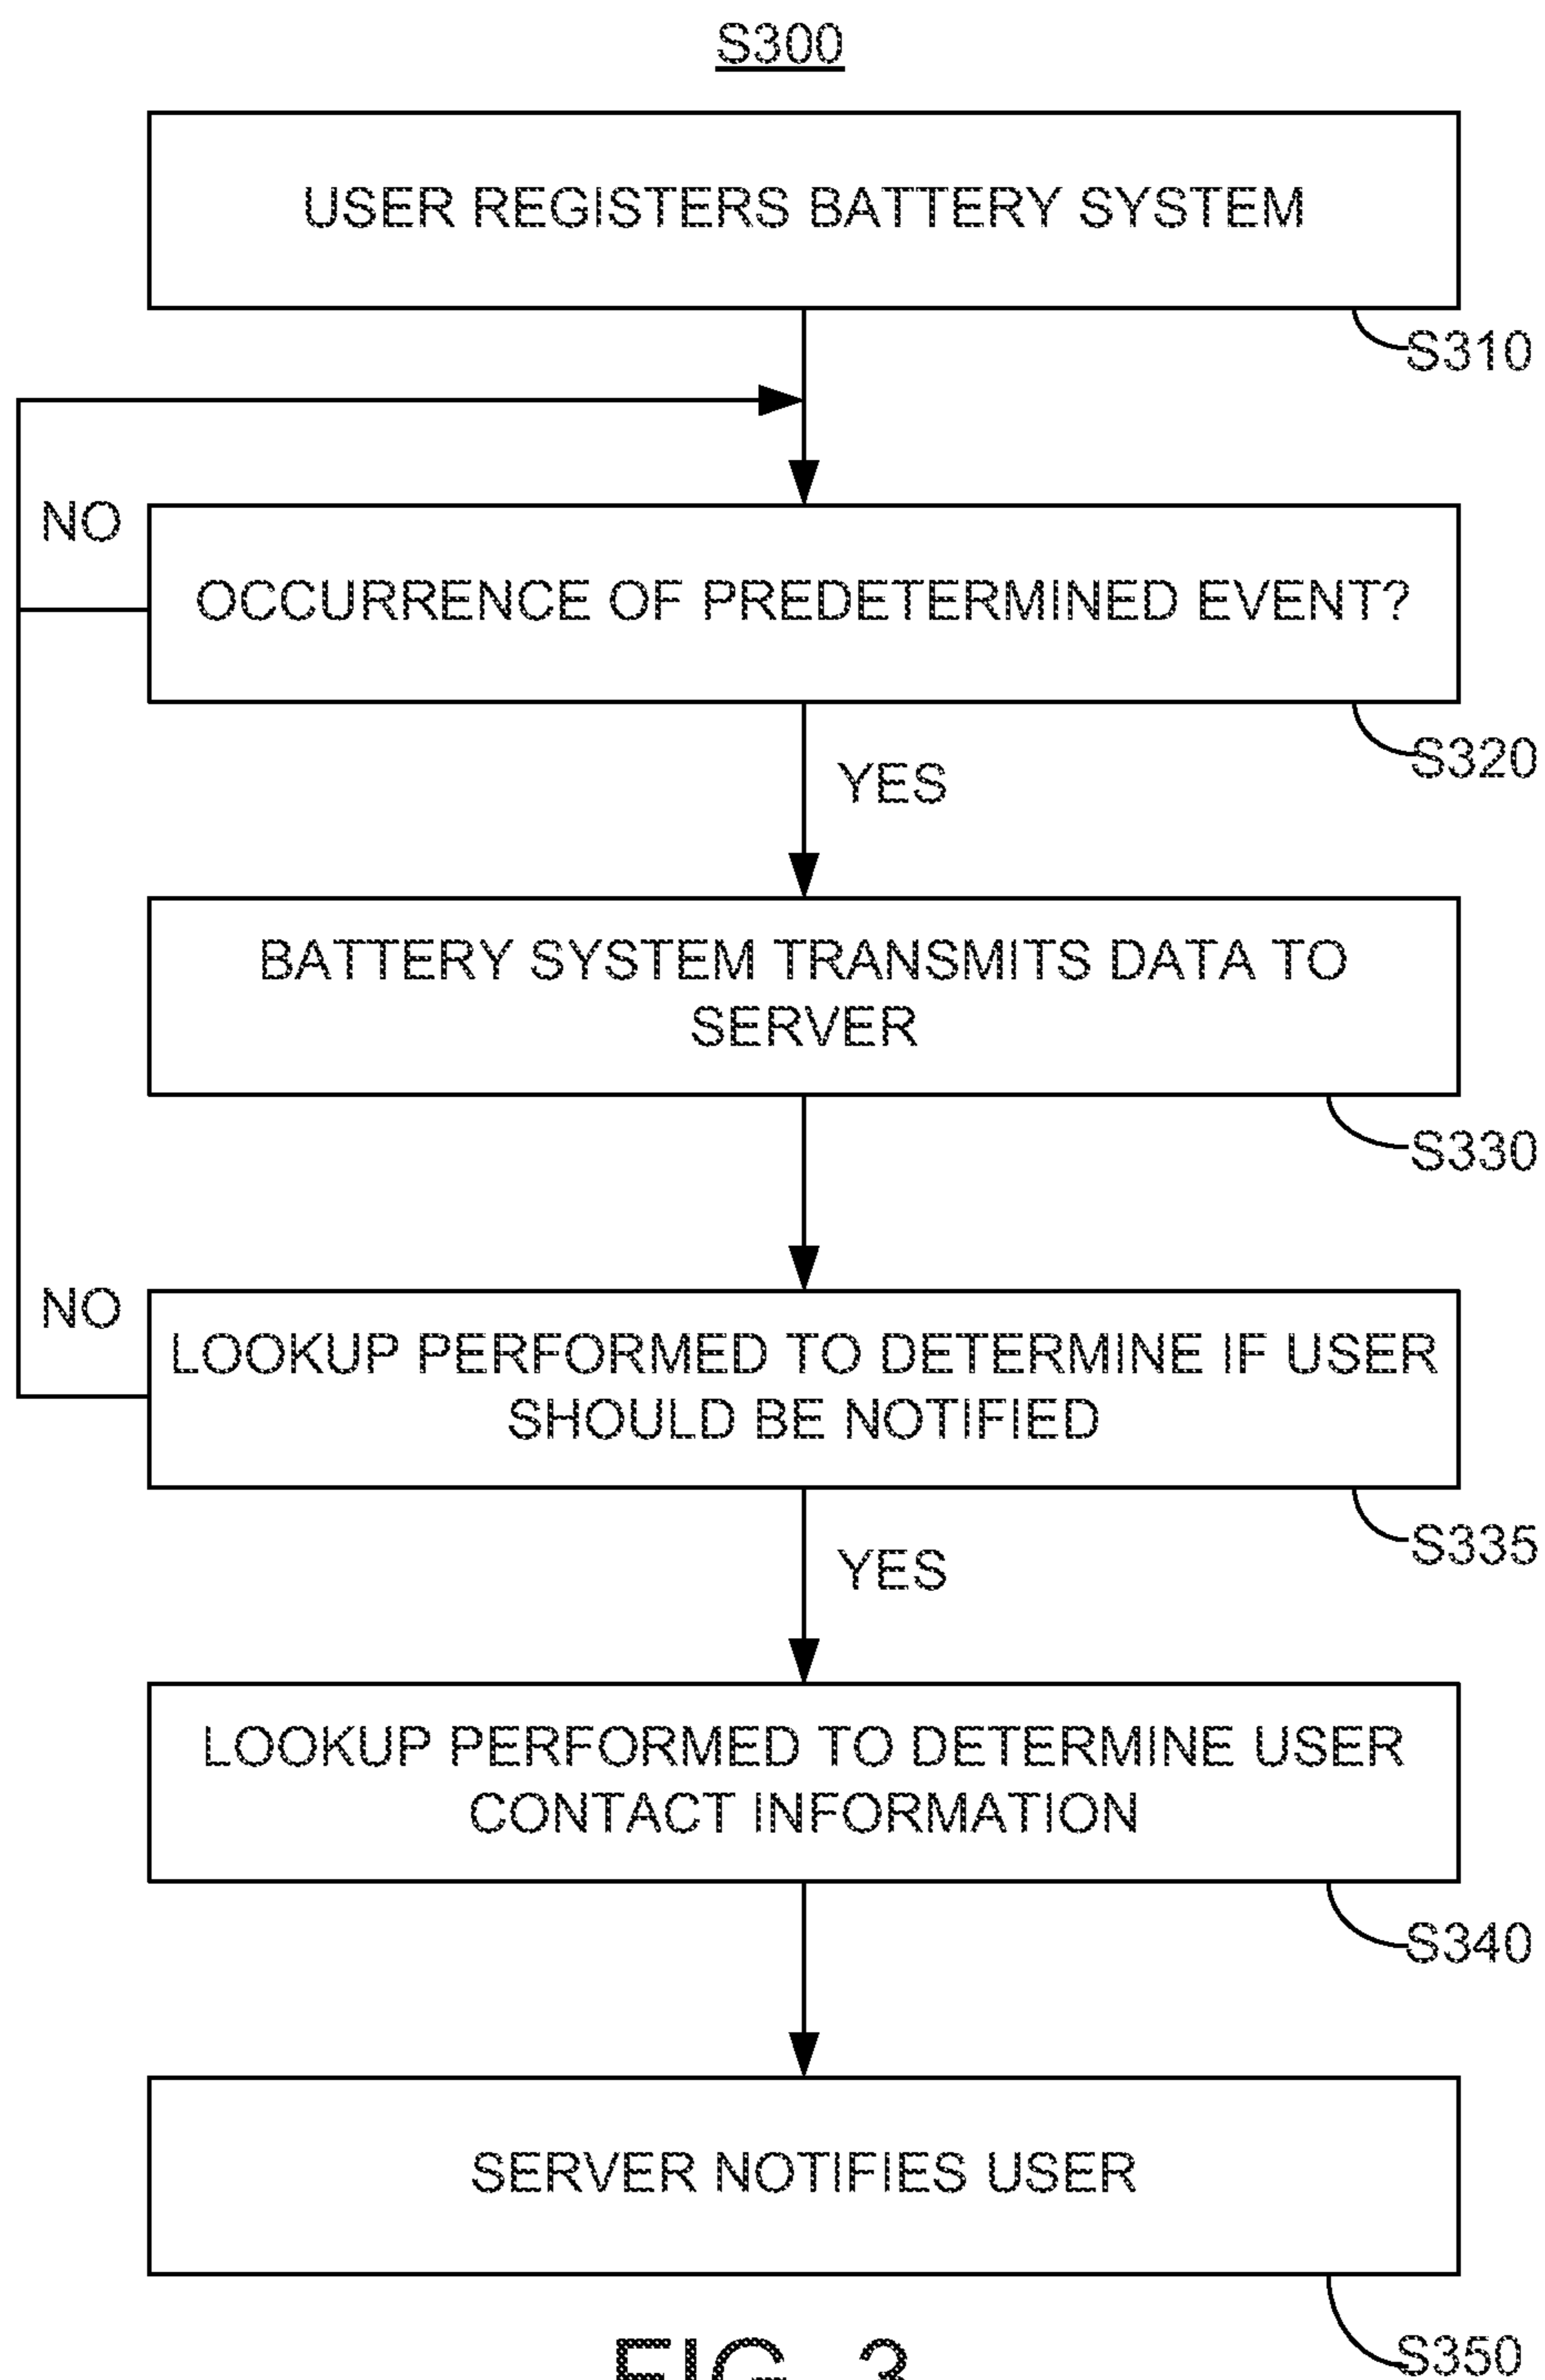 S300
USER REGISTERS BATTERY SYSTEM
S310
NO
OCCURRENCE OF PREDETERMINED EVENT?
S320
YES
BATTERY SYSTEM TRANSMITS DATA TO
SERVER
S330
NO
LOOKUP PERFORMED TO DETERMINE IF USER
SHOULD BE NOTIFIED
S335
YES
LOOKUP PERFORMED TO DETERMINE USER
CONTACT INFORMATION
S340
SERVER NOTIFIES USER
S350
FIG. 3